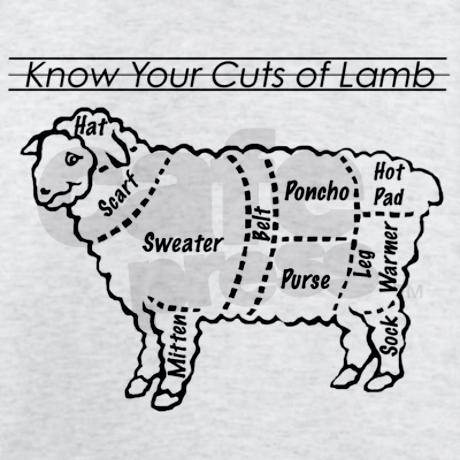 Know Your Cuts of Lamb
Hat
Scarf
Sweater
Mitten
Belt
Poncho
Purse
Hot
Pad
Leg
Warmer
Sock